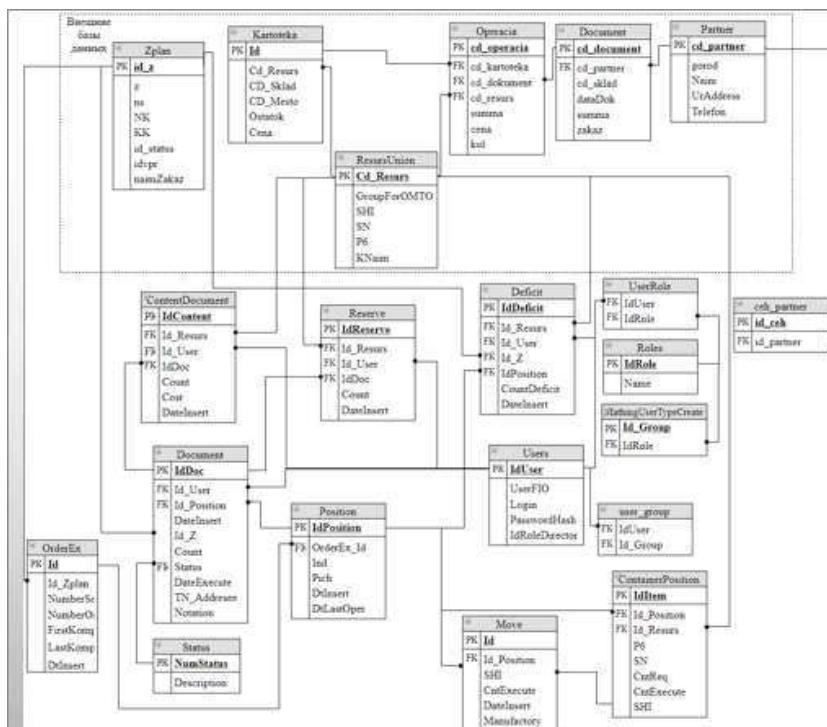 Внешние
базы
данных
Zplan
PK id_z
z
ns
NK
KK
id_status
idvpr
naimZakaz
Kartoteka
PK Id
Cd_Resurs
CD_Sklad
CD_Mesto
Ostatok
Cena
Operacia
PK cd_operacia
FK cd_kartoteka
FK cd_dokument
FK cd_resurs
summa
cena
kol
Document
PK cd_document
FK cd_partner
cd_sklad
dataDok
summa
zakaz
Partner
PK cd_partner
gorod
Naim
UrAddress
Telefon
ResursUnion
PK Cd_Resurs
GroupForOMTO
SHI
SN
P6
KNaim
ContentDocument
PK IdContent
FK Id_Resurs
FK Id_User
FK IdDoc
Count
Cost
DateInsert
Reserve
PK IdReserve
FK Id_Resurs
FK Id_User
FK IdDoc
Count
DateInsert
Deficit
PK IdDeficit
FK Id_Resurs
FK Id_User
FK Id_Z
FK IdPosition
CountDeficit
DateInsert
UserRole
FK IdUser
FK IdRole
ceh_partner
PK id_ceh
FK id_partner
Roles
PK IdRole
Name
MathingUserTypeCreate
PK Id_Group
FK IdRole
Document
PK IdDoc
FK Id_User
FK Id_Position
DateInsert
Id_Z
Count
FK Status
DateExecute
TN_Addressee
Notation
Users
PK IdUser
UserFIO
Login
PasswordHash
IdRoleDirector
user_group
FK IdUser
FK Id_Group
Position
PK IdPosition
FK OrderEx_Id
Ind
Pich
DtInsert
DtLastOper
OrderEx
PK Id
Id_Zplan
NumberSe
NumberOr
FirstKomp
LastKomp
DtInsert
Status
PK NumStatus
Description
Move
PK Id
FK Id_Position
SHI
CntExecute
DateInsert
Manufactory
ContainerPosition
PK IdItem
FK Id_Position
FK Id_Resurs
P6
SN
CntReq
CntExecute
SHI